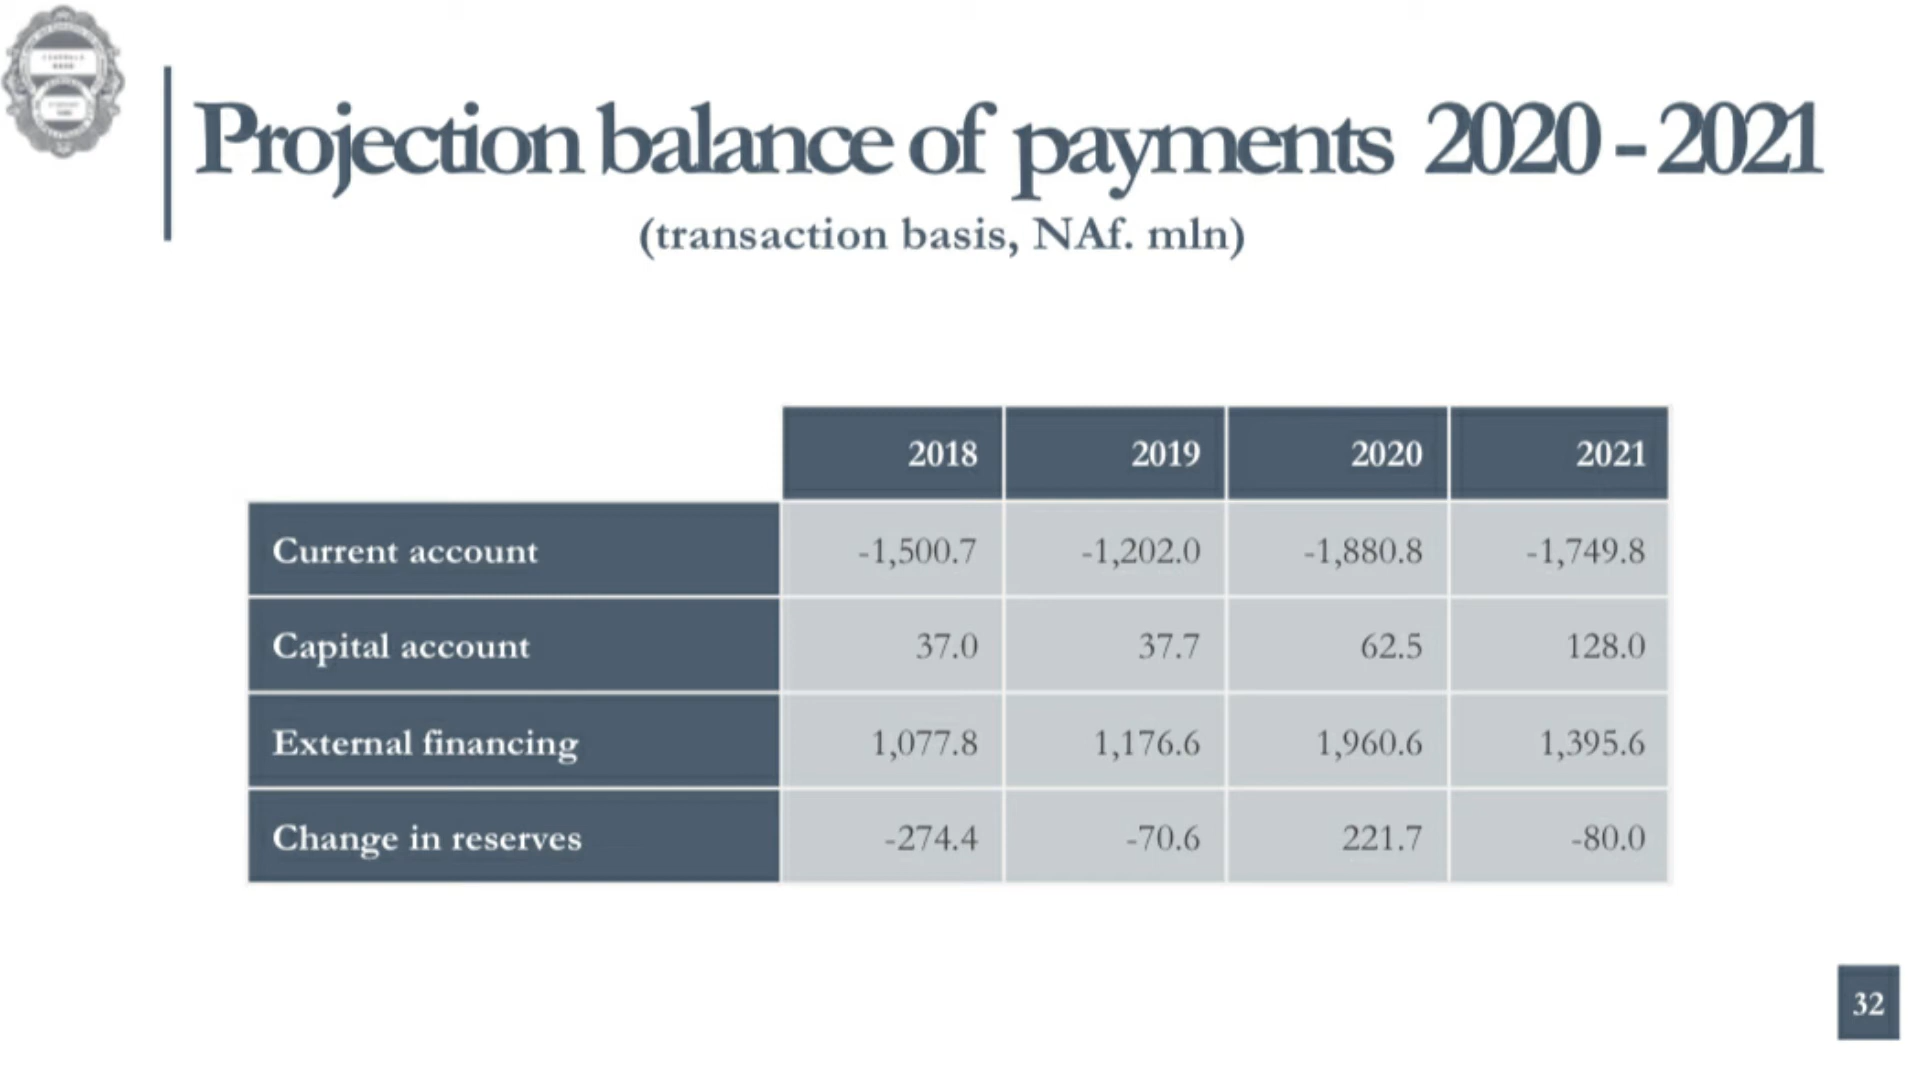 Projection balance of payments 2020 - 2021
(transaction basis, NAf. mln)
2018 2019 2020 2021
Current account -1,500.7 -1,202.0 -1,880.8 -1,749.8
Capital account 37.0 37.7 62.5 128.0
External financing 1,077.8 1,176.6 1,960.6 1,395.6
Change in reserves -274.4 -70.6 221.7 -80.0
32